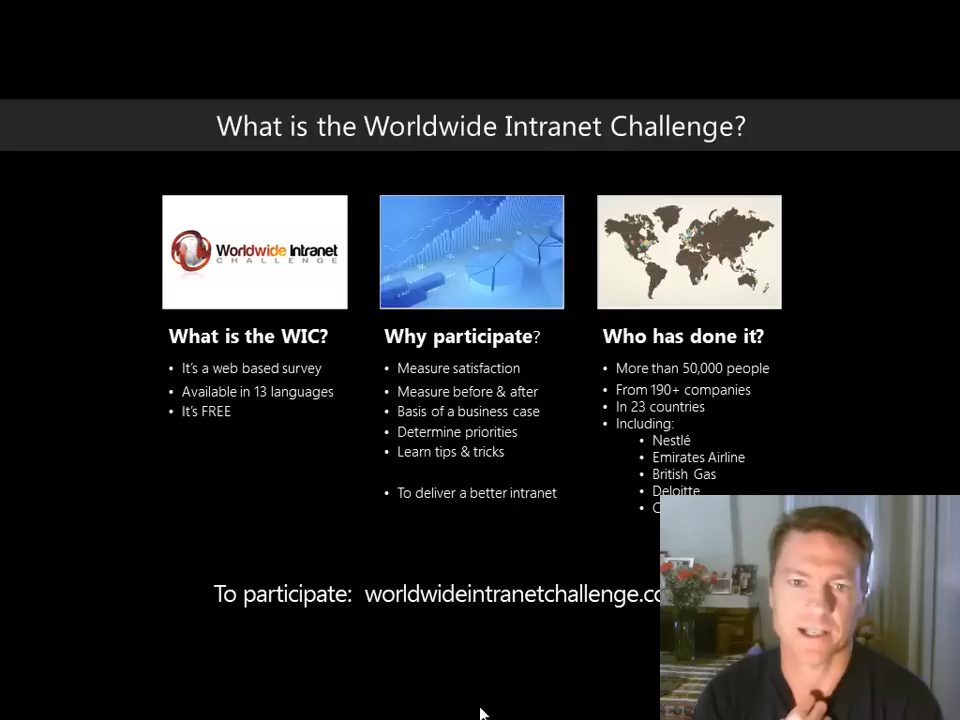 What is the Worldwide Intranet Challenge?
Worldwide Intranet
CHALLENGE
What is the WIC?
• It's a web based survey
• Available in 13 languages
• It's FREE
Why participate?
• Measure satisfaction
• Measure before & after
• Basis of a business case
• Determine priorities
• Learn tips & tricks
• To deliver a better intranet
Who has done it?
• More than 50,000 people
• From 190+ companies
• In 23 countries
• Including:
• Nestlé
• Emirates Airline
• British Gas
• Deloitte
To participate: worldwideintranetchallenge.co